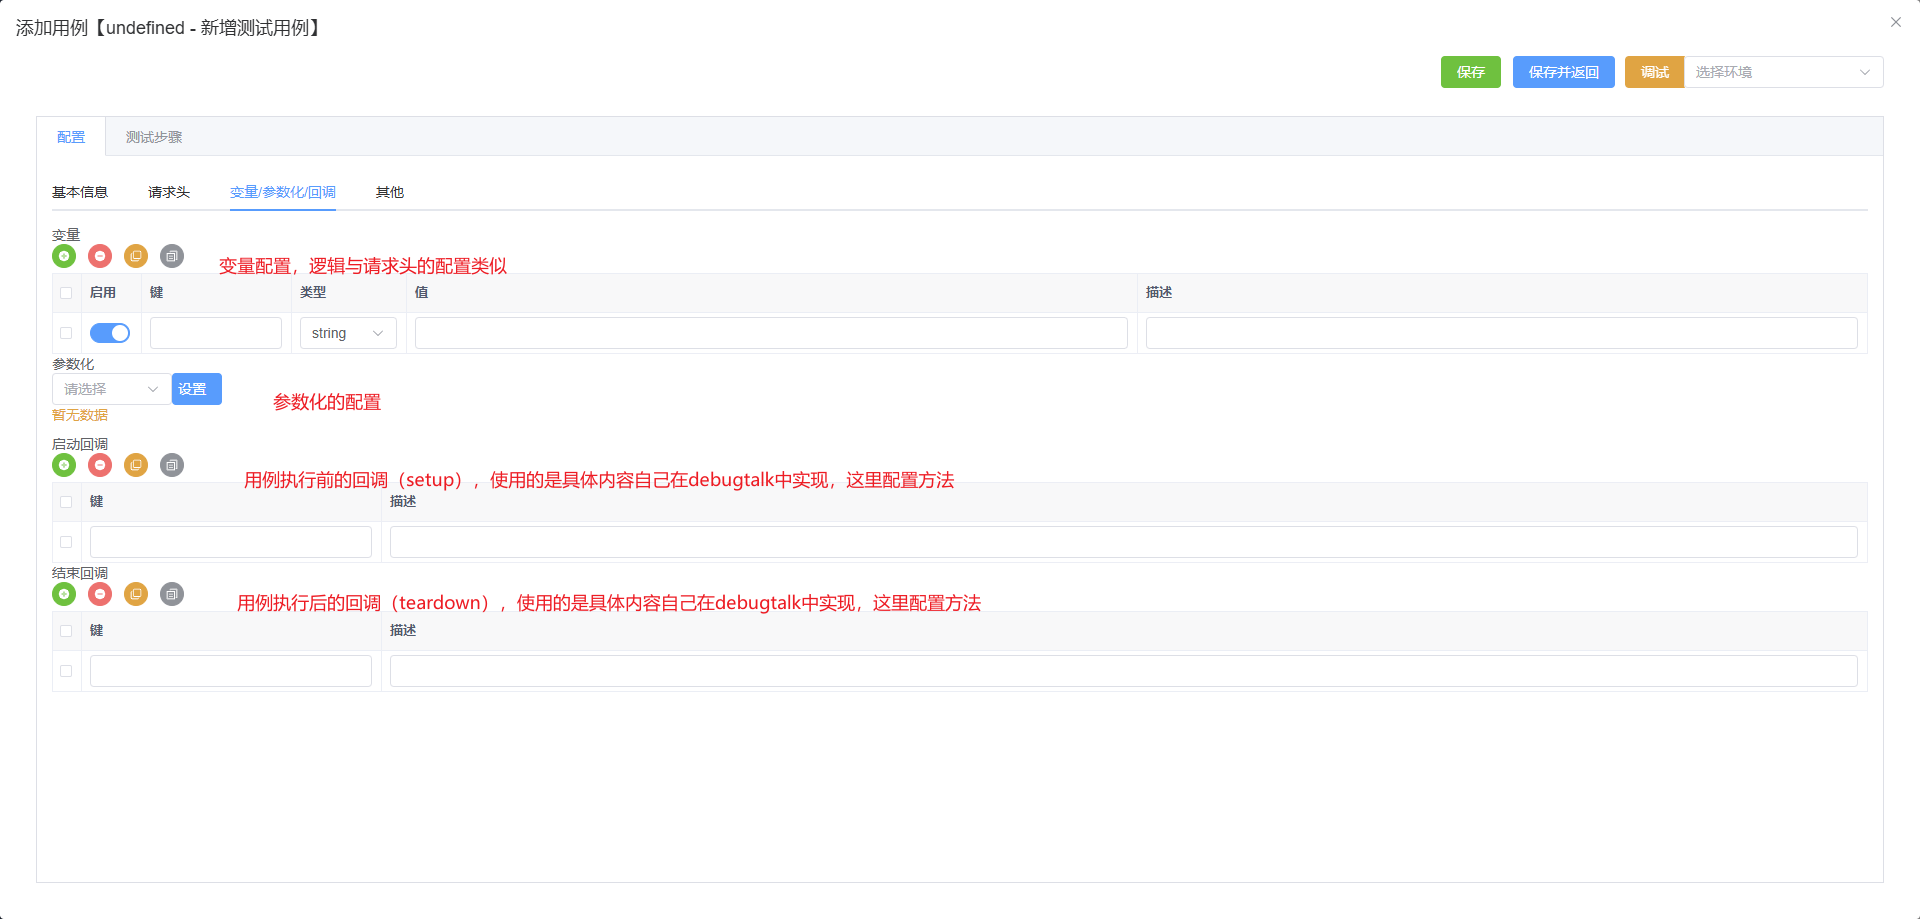 添加用例【undefined - 新增测试用例】
保存 保存并返回 调试 选择环境
配置 测试步骤
基本信息 请求头 变量/参数化/回调 其他
变量
变量配置，逻辑与请求头的配置类似
启用 键 类型 值 描述
string
参数化
请选择 设置
参数化的配置
暂无数据
启动回调
用例执行前的回调（setup），使用的是具体内容自己在debugtalk中实现，这里配置方法
键 描述
结束回调
用例执行后的回调（teardown），使用的是具体内容自己在debugtalk中实现，这里配置方法
键 描述